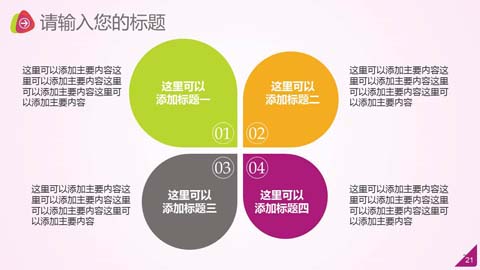 请输入您的标题
这里可以添加主要内容这
里可以添加主要内容这里
可以添加主要内容这里可
以添加主要内容
这里可以
添加标题一
01
这里可以
添加标题二
02
这里可以添加主要内容这
里可以添加主要内容这里
可以添加主要内容这里可
以添加主要内容
这里可以添加主要内容这
里可以添加主要内容这里
可以添加主要内容这里可
以添加主要内容
03
这里可以
添加标题三
04
这里可以
添加标题四
这里可以添加主要内容这
里可以添加主要内容这里
可以添加主要内容这里可
以添加主要内容
21